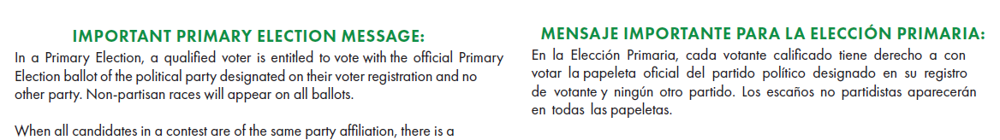 IMPORTANT PRIMARY ELECTION MESSAGE:
In a Primary Election, a qualified voter is entitled to vote with the official Primary
Election ballot of the political party designated on their voter registration and no
other party. Non-partisan races will appear on all ballots.
When all candidates in a contest are of the same party affiliation, there is a
MENSAJE IMPORTANTE PARA LA ELECCIÓN PRIMARIA:
En la Elección Primaria, cada votante calificado tiene derecho a con
votar la papeleta oficial del partido político designado en su registro
de votante y ningún otro partido. Los escaños no partidistas aparecerán
en todas las papeletas.